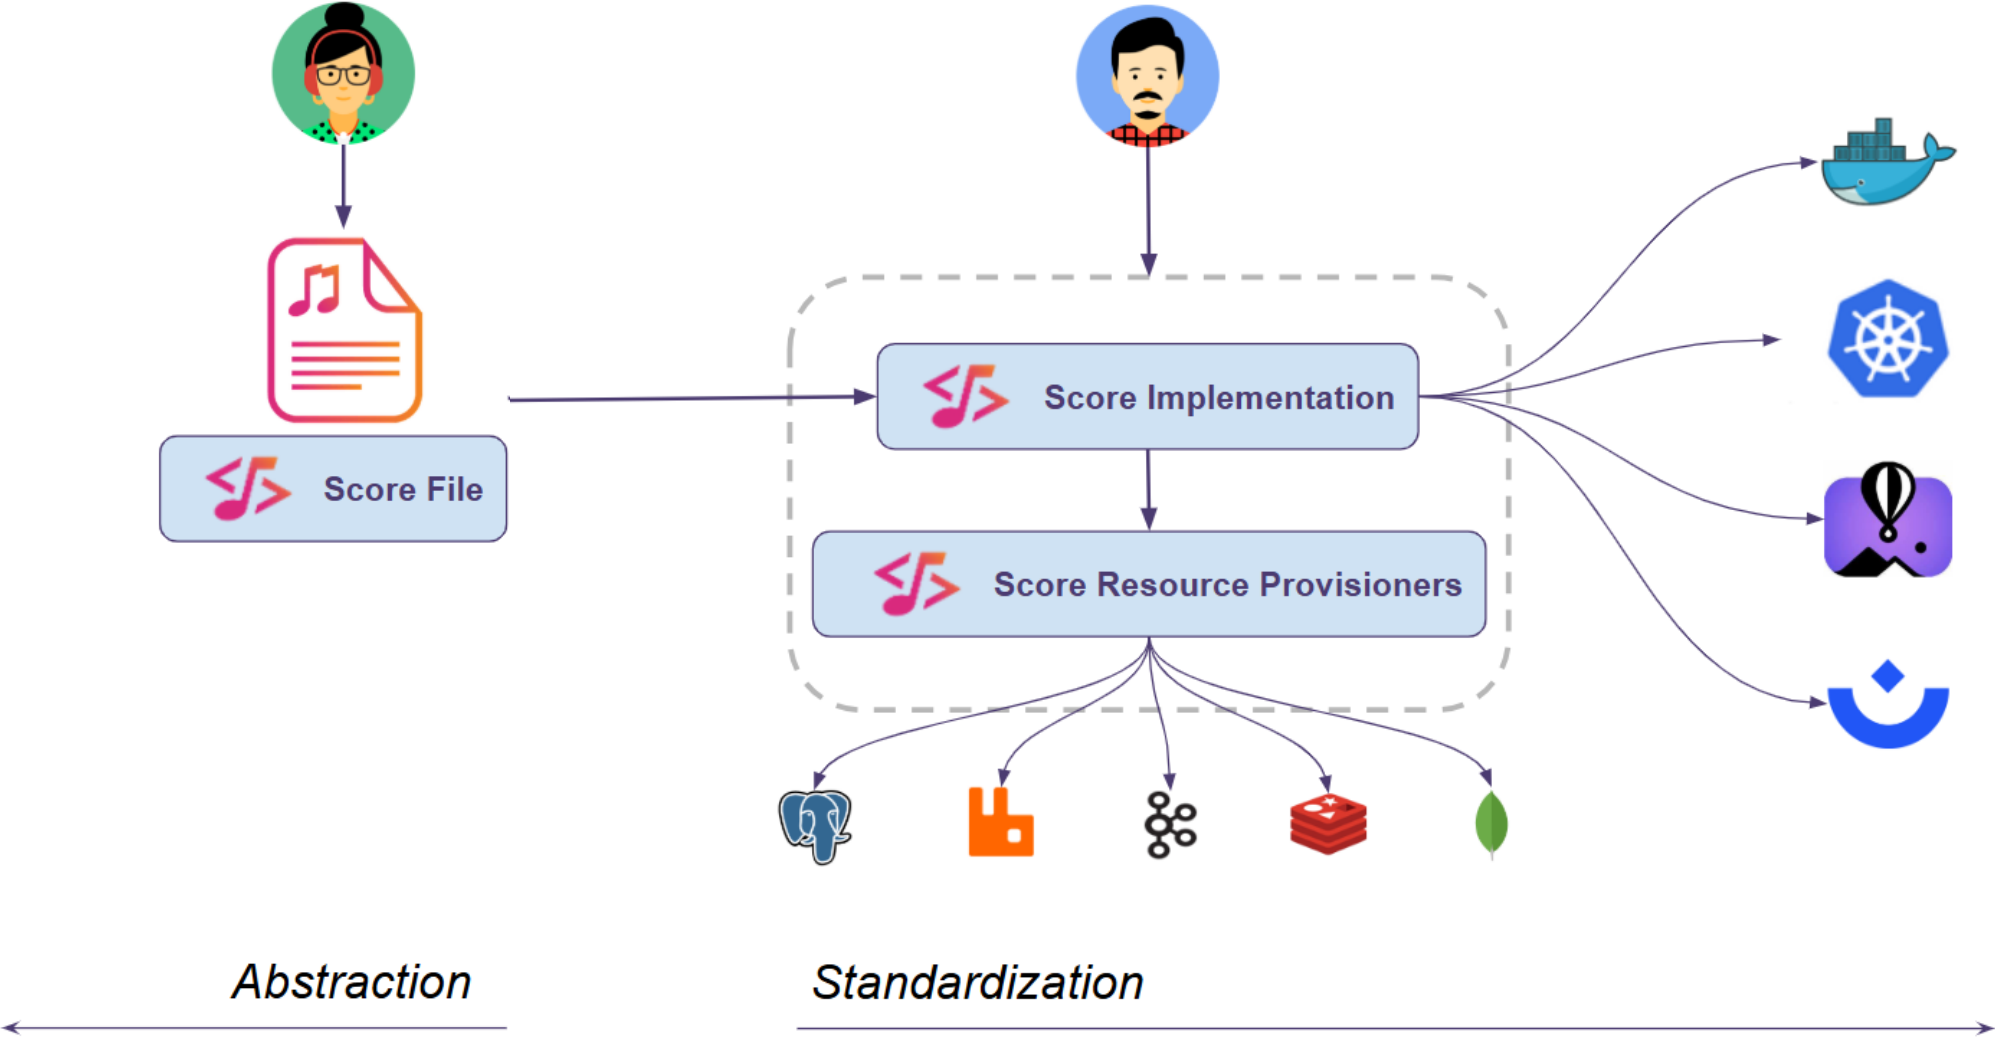 Score Implementation
Score File
Score Resource Provisioners
Abstraction
Standardization